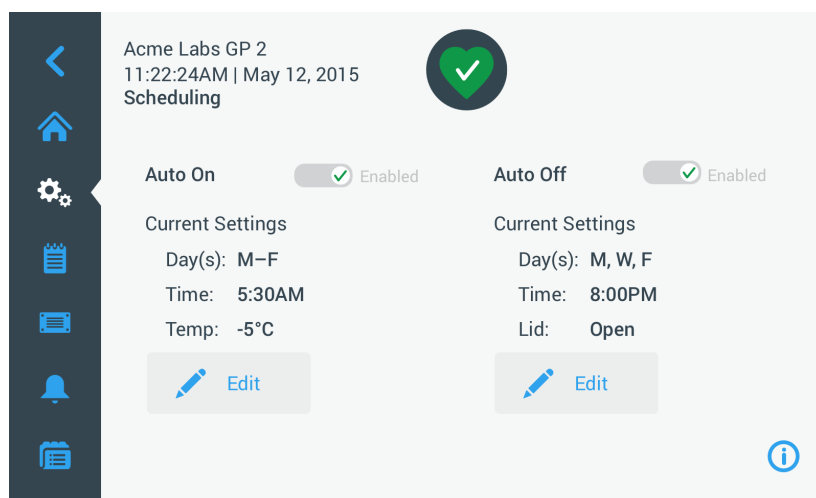 Acme Labs GP 2
11:22:24AM | May 12, 2015
Scheduling
Auto On
Enabled
Current Settings
Day(s): M–F
Time: 5:30AM
Temp: -5°C
Edit
Auto Off
Enabled
Current Settings
Day(s): M, W, F
Time: 8:00PM
Lid: Open
Edit